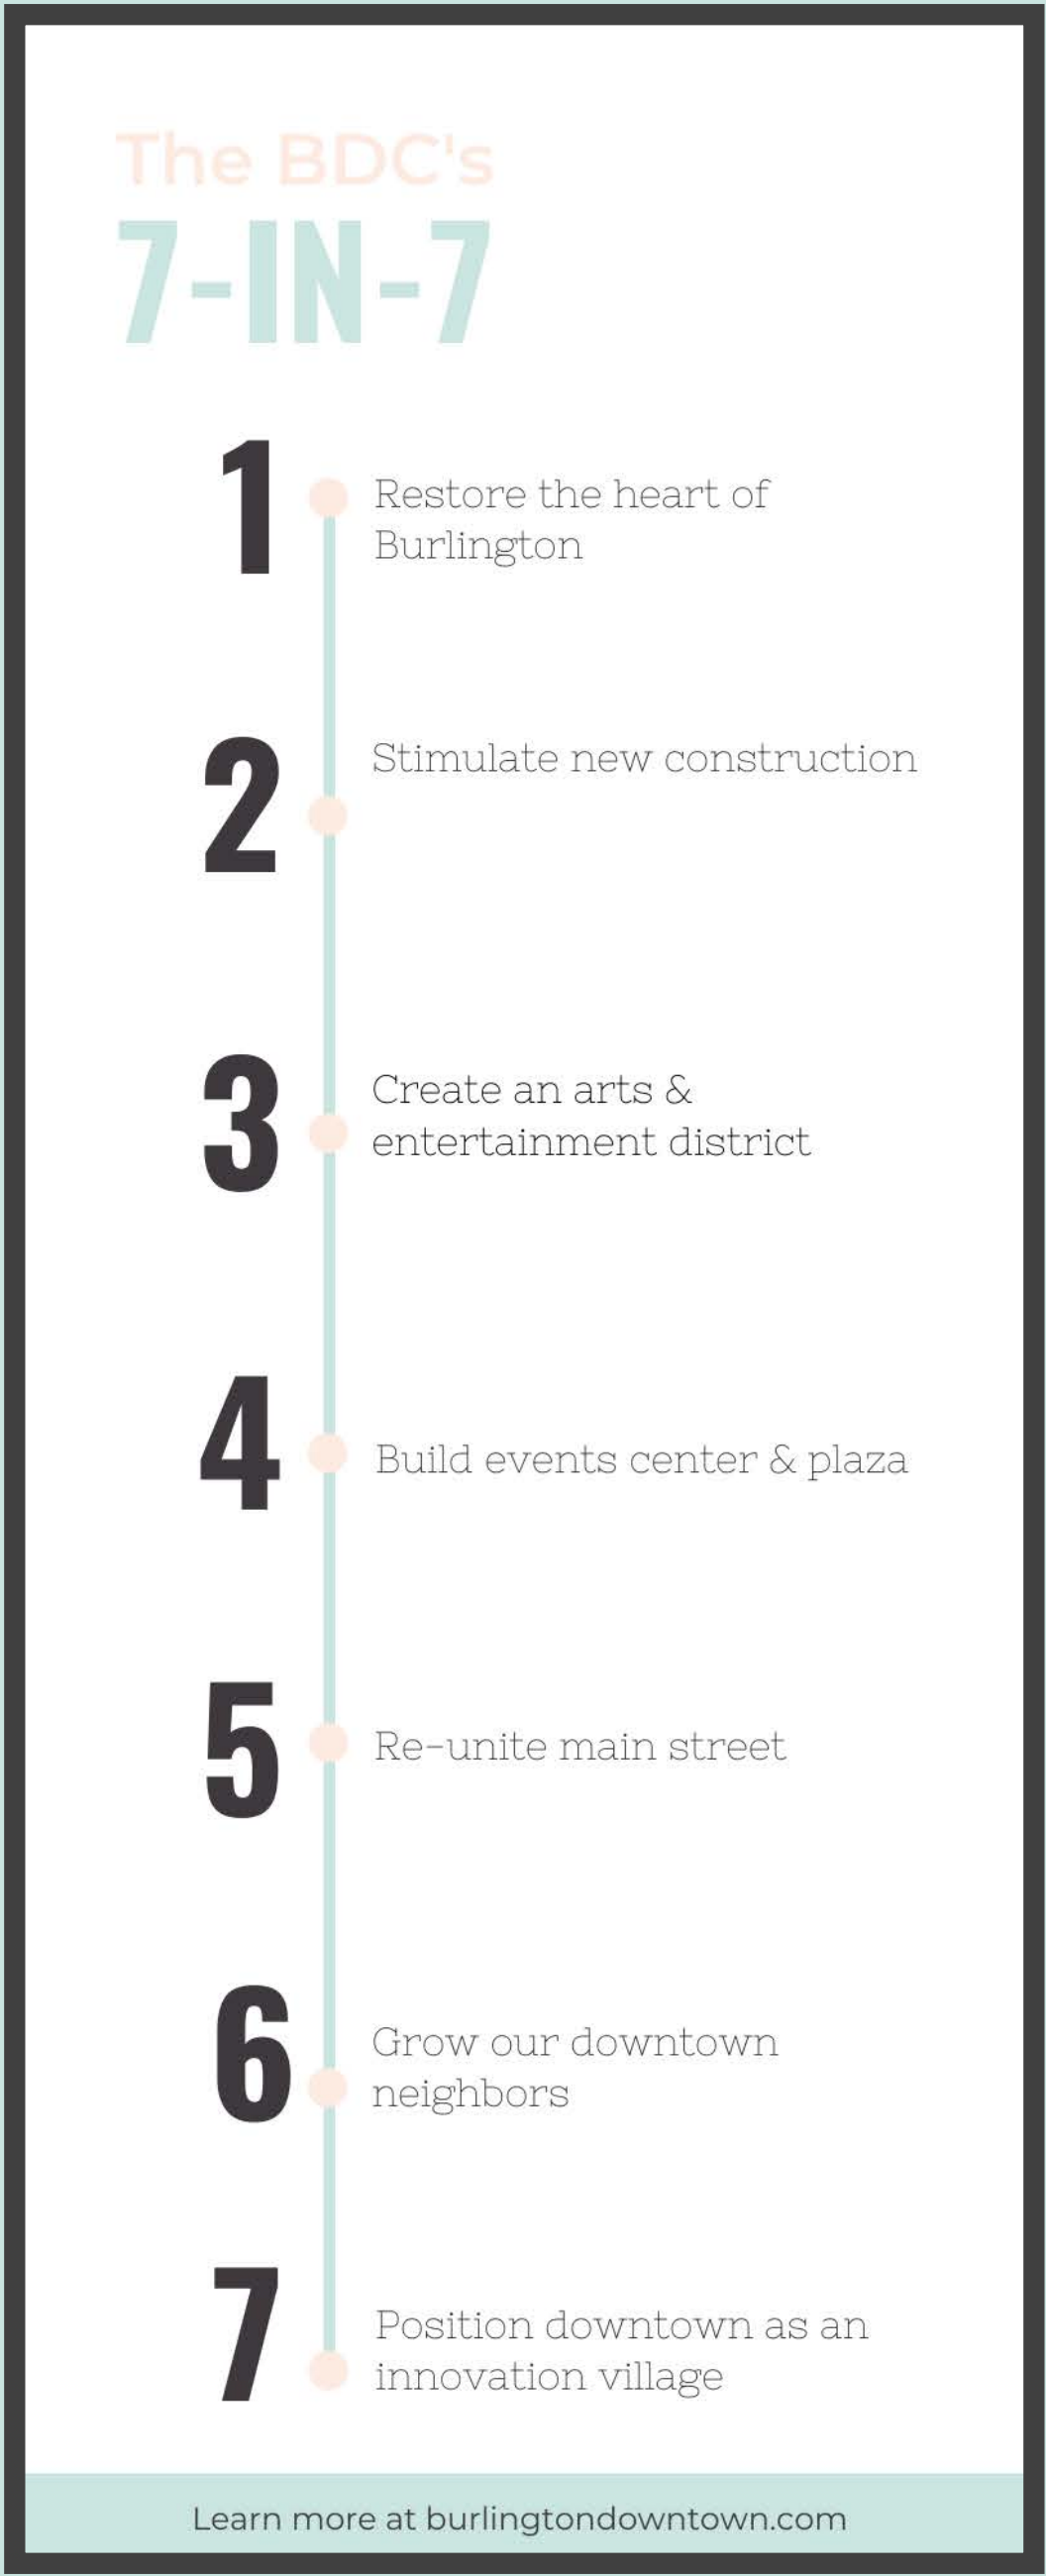 The BDC's
7-IN-7
1
Restore the heart of
Burlington
2
Stimulate new construction
3
Create an arts &
entertainment district
4
Build events center & plaza
5
Re-unite main street
6
Grow our downtown
neighbors
7
Position downtown as an
innovation village
Learn more at burlingtondowntown.com